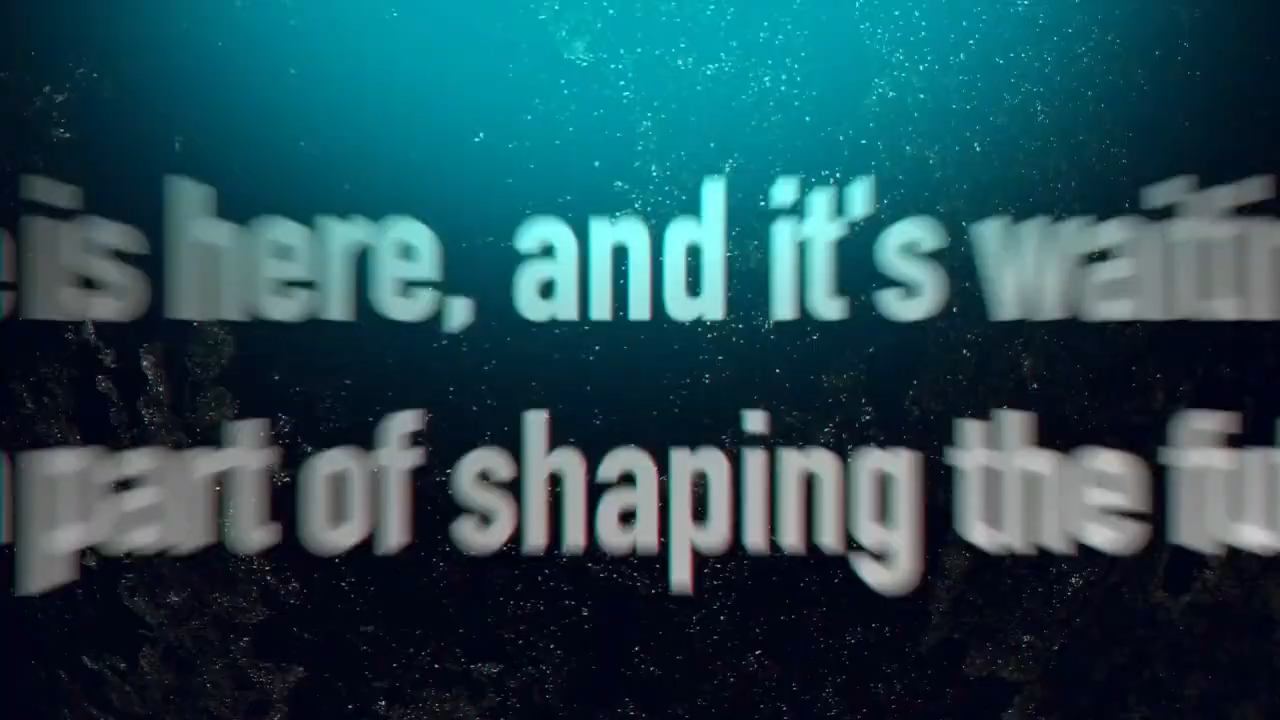 is here, and it's
part of shaping the